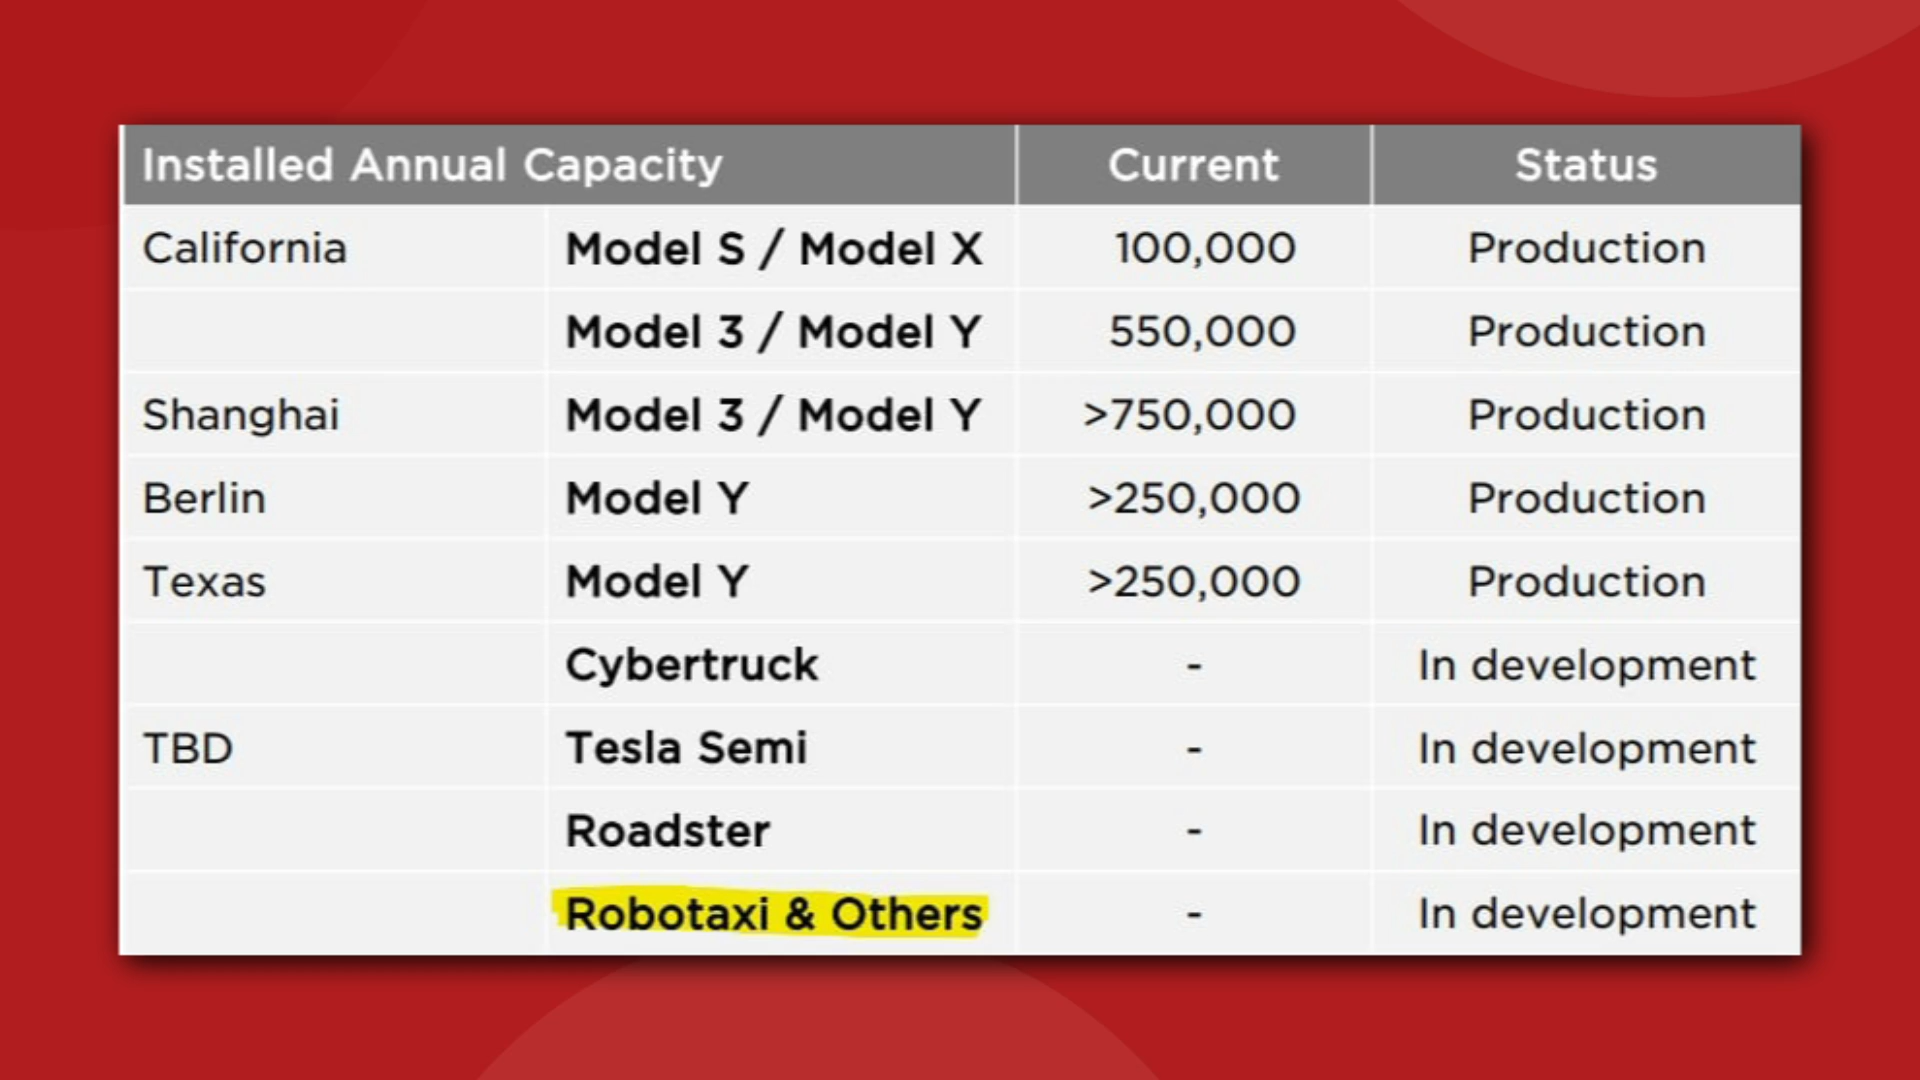 Installed Annual Capacity Current Status
California Model S / Model X 100,000 Production
Model 3 / Model Y 550,000 Production
Shanghai Model 3 / Model Y >750,000 Production
Berlin Model Y >250,000 Production
Texas Model Y >250,000 Production
Cybertruck - In development
TBD Tesla Semi - In development
Roadster - In development
Robotaxi & Others - In development